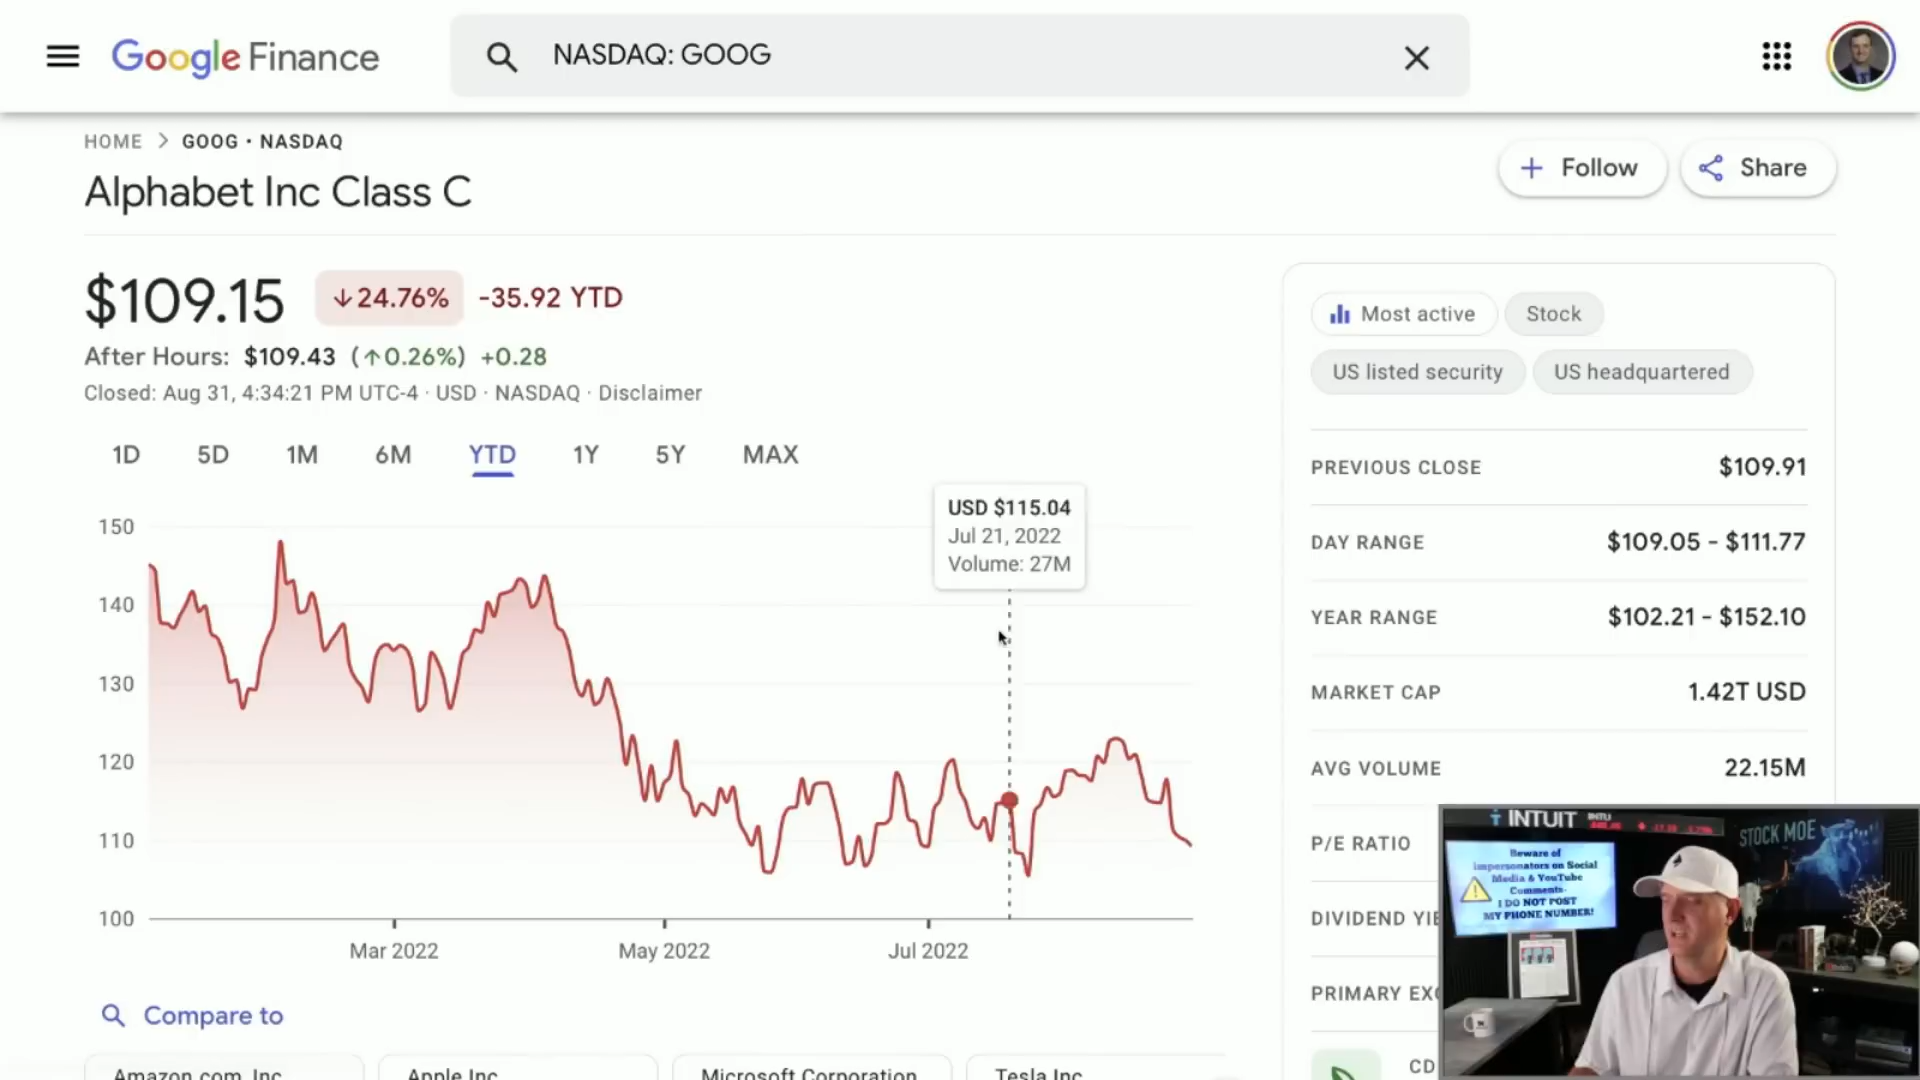 Google Finance
NASDAQ: GOOG
HOME > GOOG • NASDAQ
Alphabet Inc Class C
+ Follow
Share
$109.15 ↓24.76% -35.92 YTD
After Hours: $109.43 (↑0.26%) +0.28
Closed: Aug 31, 4:34:21 PM UTC-4 · USD · NASDAQ · Disclaimer
1D 5D 1M 6M YTD 1Y 5Y MAX
USD $115.04
Jul 21, 2022
Volume: 27M
150
140
130
120
110
100
Mar 2022 May 2022 Jul 2022
Compare to
Amazon.com, Inc Apple Inc Microsoft Corporation Tesla Inc
Most active Stock
US listed security US headquartered
PREVIOUS CLOSE $109.91
DAY RANGE $109.05 - $111.77
YEAR RANGE $102.21 - $152.10
MARKET CAP 1.42T USD
AVG VOLUME 22.15M
P/E RATIO
DIVIDEND YIE
PRIMARY EXC
CD
INTUIT INTU
STOCK MOE
Beware of
impersonators on Social
Media & YouTube
Comments-
I DO NOT POST
MY PHONE NUMBER!